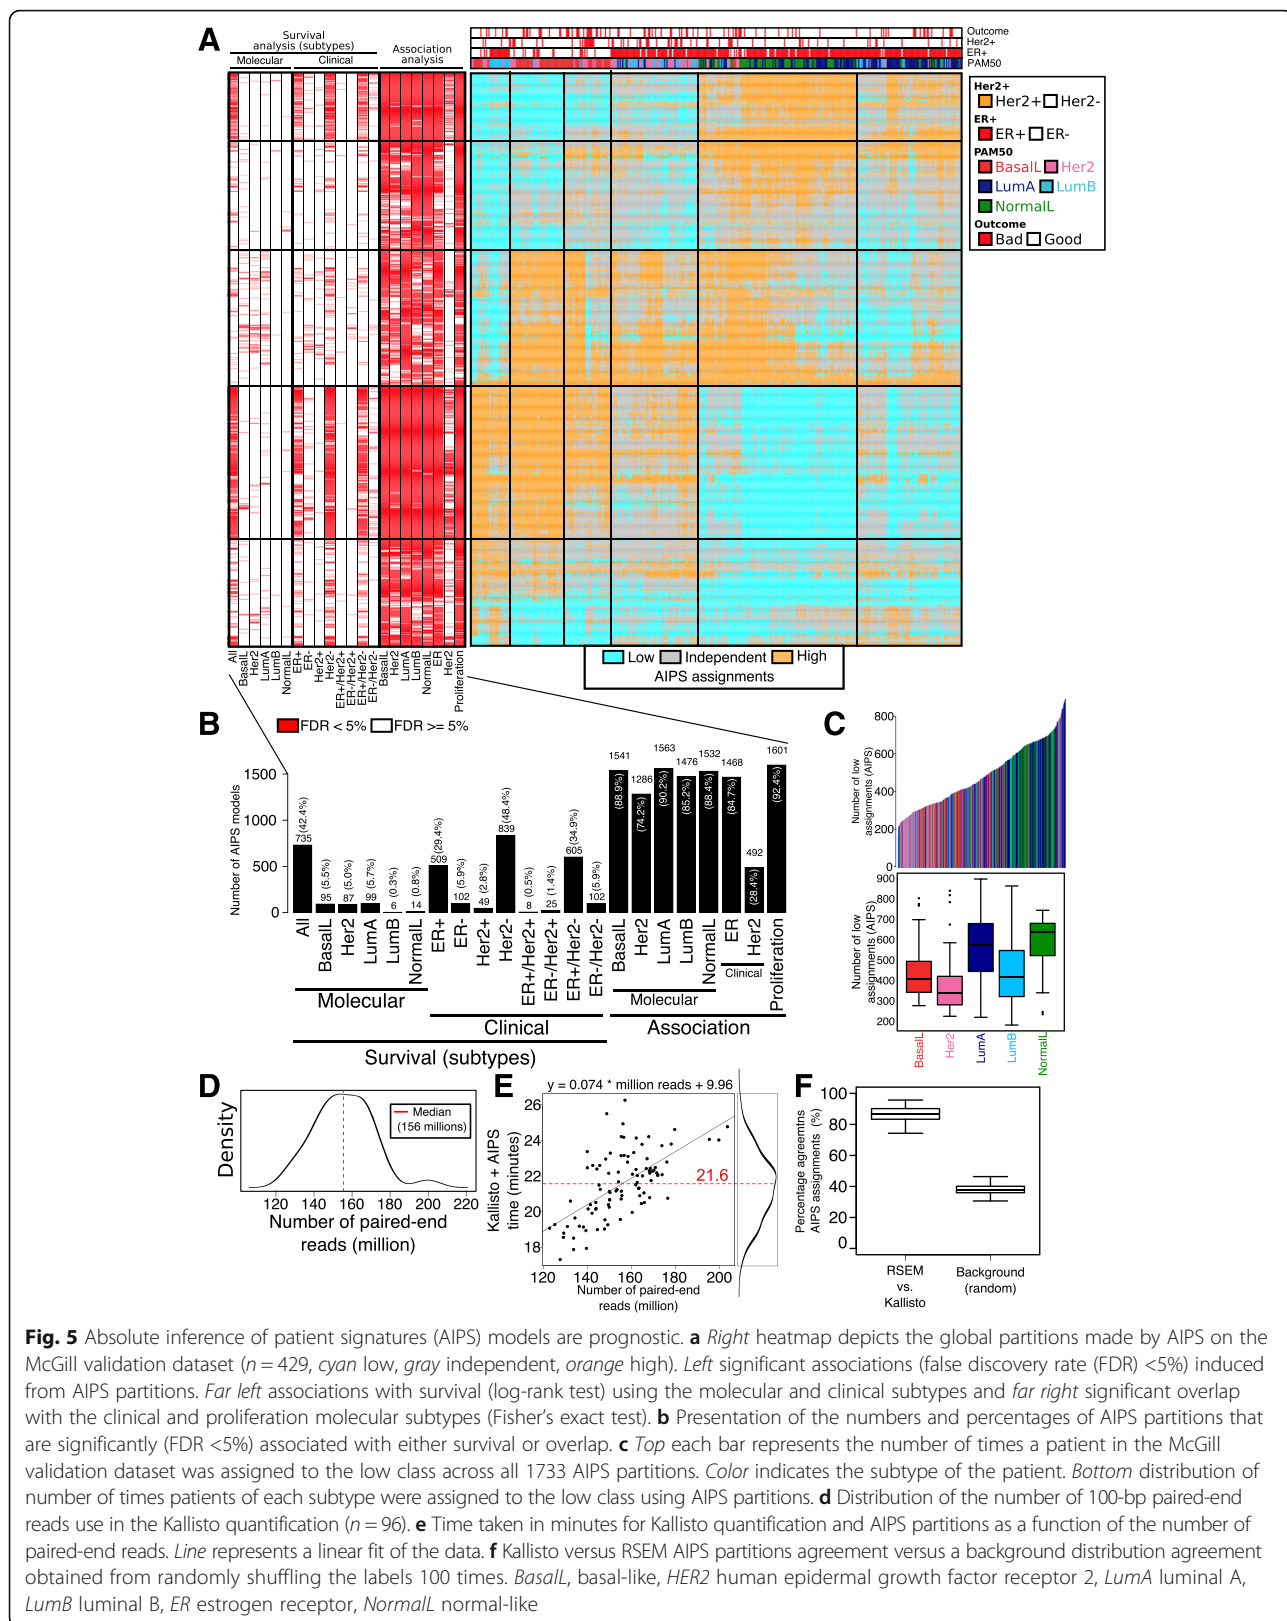 A
Survival
analysis (subtypes)
Molecular
Clinical
Association
analysis
Outcome
Her2+
ER+
PAM50
Her2+
Her2+ Her2-
ER+
ER+ ER-
PAM50
BasalL Her2
LumA LumB
NormalL
Outcome
Bad Good
All
BasalL
Her2
LumA
LumB
NormalL
ER+
ER-
Her2+
Her2-
ER+/Her2+
ER-/Her2+
ER+/Her2-
ER-/Her2-
BasalL
Her2
LumA
LumB
NormalL
ER
Her2
Proliferation
Low Independent High
AIPS assignments
B
FDR < 5% FDR >= 5%
Number of AIPS models
1500
1000
500
0
735 (42.4%)
95 (5.5%)
87 (5.0%)
99 (5.7%)
6 (0.3%)
14 (0.8%)
509 (29.4%)
102 (5.9%)
49 (2.8%)
839 (48.4%)
8 (0.5%)
25 (1.4%)
605 (34.9%)
102 (5.9%)
1541 (88.9%)
1286 (74.2%)
1563 (90.2%)
1476 (85.2%)
1532 (88.4%)
1468 (84.7%)
492 (28.4%)
1601 (92.4%)
All
BasalL
Her2
LumA
LumB
NormalL
ER+
ER-
Her2+
Her2-
ER+/Her2+
ER-/Her2+
ER+/Her2-
ER-/Her2-
BasalL
Her2
LumA
LumB
NormalL
ER
Her2
Proliferation
Molecular
Clinical
Survival (subtypes)
Molecular
Clinical
Association
C
Number of low
assignments (AIPS)
800
600
400
200
0
Number of low
assignments (AIPS)
900
800
700
600
500
400
300
200
BasalL
Her2
LumA
LumB
NormalL
D
Density
Median
(156 millions)
120 140 160 180 200 220
Number of paired-end
reads (million)
E
y = 0.074 * million reads + 9.96
Kallisto + AIPS
time (minutes)
26
24
22
20
18
21.6
120 140 160 180 200
Number of paired-end
reads (million)
F
Percentage agreemtns
AIPS assignments (%)
100
80
60
40
20
0
RSEM
vs.
Kallisto
Background
(random)
Fig. 5 Absolute inference of patient signatures (AIPS) models are prognostic. a Right heatmap depicts the global partitions made by AIPS on the
McGill validation dataset (n = 429, cyan low, gray independent, orange high). Left significant associations (false discovery rate (FDR) <5%) induced
from AIPS partitions. Far left associations with survival (log-rank test) using the molecular and clinical subtypes and far right significant overlap
with the clinical and proliferation molecular subtypes (Fisher's exact test). b Presentation of the numbers and percentages of AIPS partitions that
are significantly (FDR <5%) associated with either survival or overlap. c Top each bar represents the number of times a patient in the McGill
validation dataset was assigned to the low class across all 1733 AIPS partitions. Color indicates the subtype of the patient. Bottom distribution of
number of times patients of each subtype were assigned to the low class using AIPS partitions. d Distribution of the number of 100-bp paired-end
reads use in the Kallisto quantification (n = 96). e Time taken in minutes for Kallisto quantification and AIPS partitions as a function of the number of
paired-end reads. Line represents a linear fit of the data. f Kallisto versus RSEM AIPS partitions agreement versus a background distribution agreement
obtained from randomly shuffling the labels 100 times. BasalL, basal-like, HER2 human epidermal growth factor receptor 2, LumA luminal A,
LumB luminal B, ER estrogen receptor, NormalL normal-like